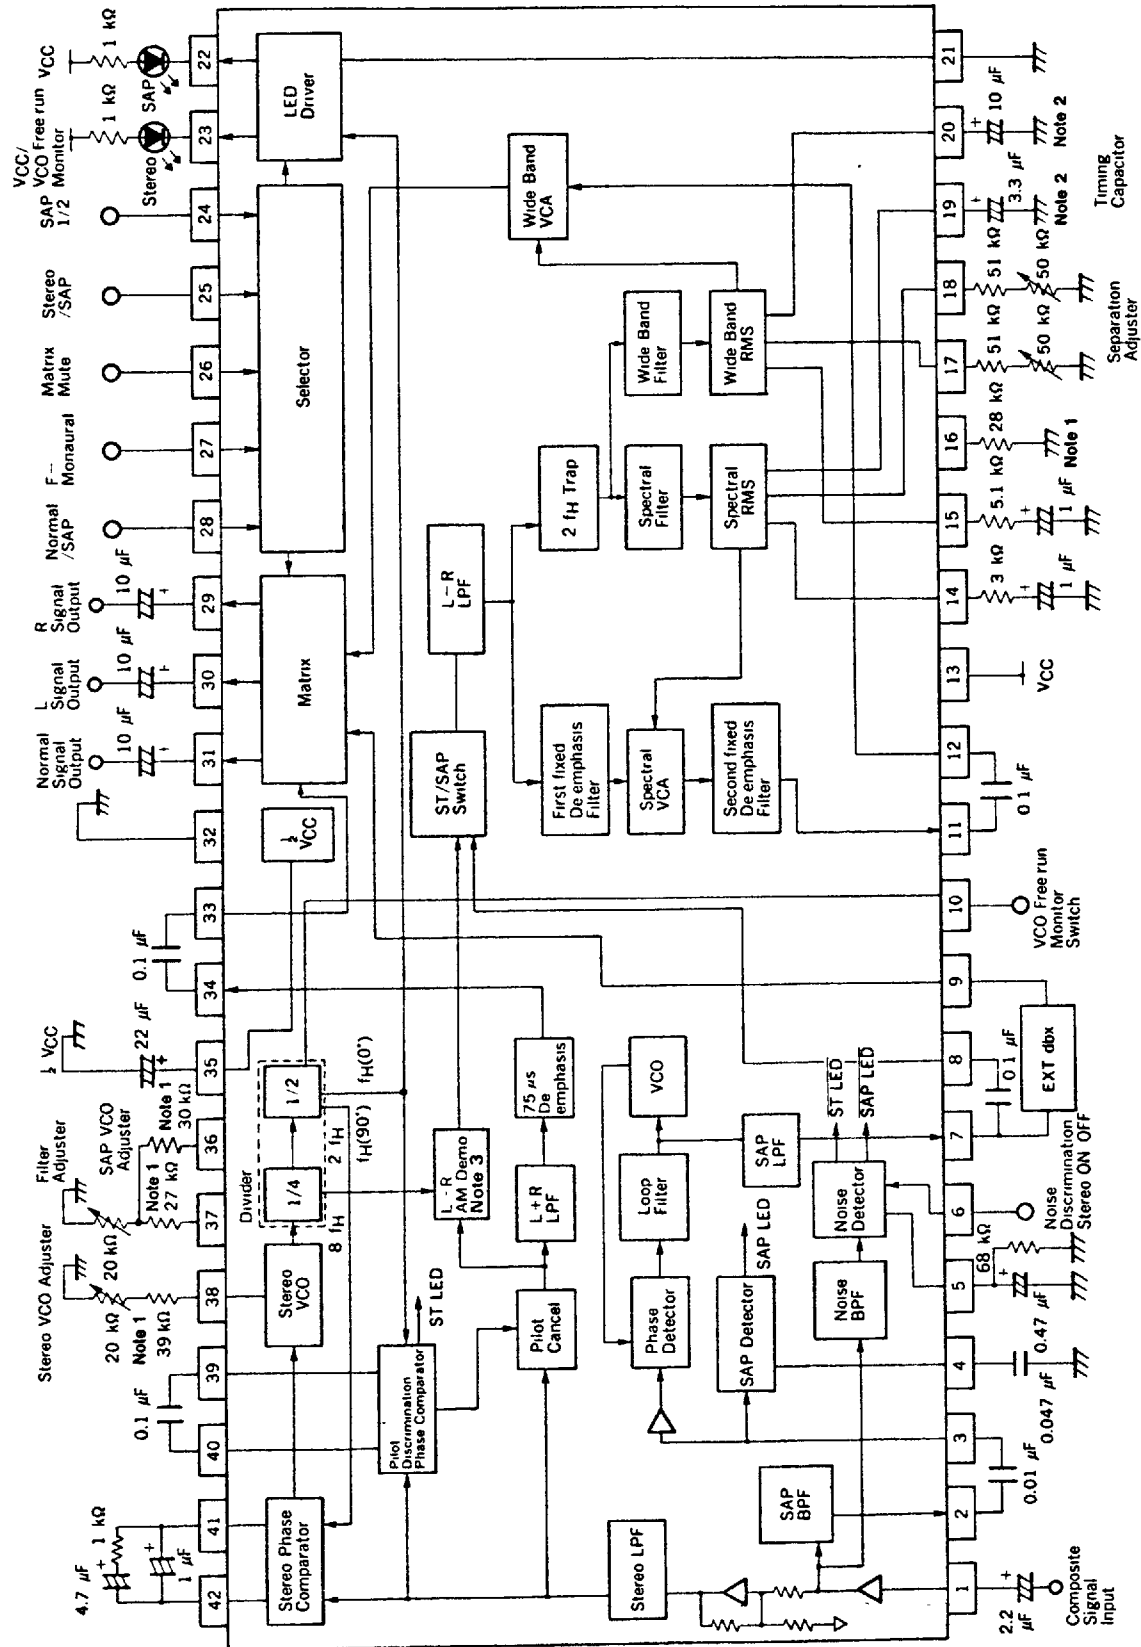 Stereo VCO Adjuster
Filter Adjuster
SAP VCO
Adjuster
½ VCC
4.7 µF
1 kΩ
1 µF
0.1 µF
20 kΩ
Note 1
39 kΩ
20 kΩ
Note 1
27 kΩ
Note 1
30 kΩ
22 µF
0.1 µF
Normal
Signal
Output
L
Signal
Output
R
Signal
Output
10 µF
10 µF
10 µF
Normal
/SAP
F--
Monaural
Matrix
Mute
Stereo
/SAP
SAP
1/2
VCC/
VCO Free run
Monitor
VCC
1 kΩ
1 kΩ
Stereo
SAP
42
41
40
39
38
37
36
35
34
33
32
31
30
29
28
27
26
25
24
23
22
Stereo Phase
Comparator
Stereo
VCO
Divider
1/4
1/2
8 fH
2 fH
fH(90°)
fH(0°)
½
VCC
Matrix
Selector
LED
Driver
Pilot
Discrimination
Phase Comparator
ST LED
L - R
AM Demo
Note 3
ST/SAP
Switch
L-R
LPF
Pilot
Cancel
L+R
LPF
75 µs
De emphasis
First fixed
De emphasis
Filter
2 fH Trap
Wide Band
VCA
Stereo LPF
Phase
Detector
Loop
Filter
VCO
Spectral
VCA
Spectral
Filter
Wide Band
Filter
SAP
BPF
SAP Detector
SAP LED
SAP
LPF
Second fixed
De emphasis
Filter
Spectral
RMS
Wide Band
RMS
Noise
BPF
Noise
Detector
ST LED
SAP LED
1
2
3
4
5
6
7
8
9
10
11
12
13
14
15
16
17
18
19
20
21
2.2
µF
Composite
Signal
Input
0.01 µF
0.047 µF
0.47 µF
68 kΩ
Noise
Discrimination
Stereo ON OFF
0.1 µF
EXT dbx
VCO Free run
Monitor
Switch
0.1 µF
VCC
3 kΩ
1 µF
5.1 kΩ
1 µF
28 kΩ
Note 1
51 kΩ
50 kΩ
51 kΩ
50 kΩ
Separation
Adjuster
3.3 µF
Note 2
10 µF
Note 2
Timing
Capacitor